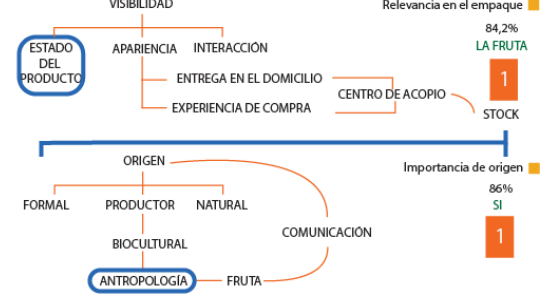 VISIBILIDAD
Relevancia en el empaque
84,2%
LA FRUTA
ESTADO
DEL
PRODUCTO
APARIENCIA
INTERACCIÓN
ENTREGA EN EL DOMICILIO
EXPERIENCIA DE COMPRA
CENTRO DE ACOPIO
1
STOCK
ORIGEN
Importancia de origen
86%
SI
1
FORMAL
PRODUCTOR
NATURAL
COMUNICACIÓN
BIOCULTURAL
ANTROPOLOGÍA
FRUTA